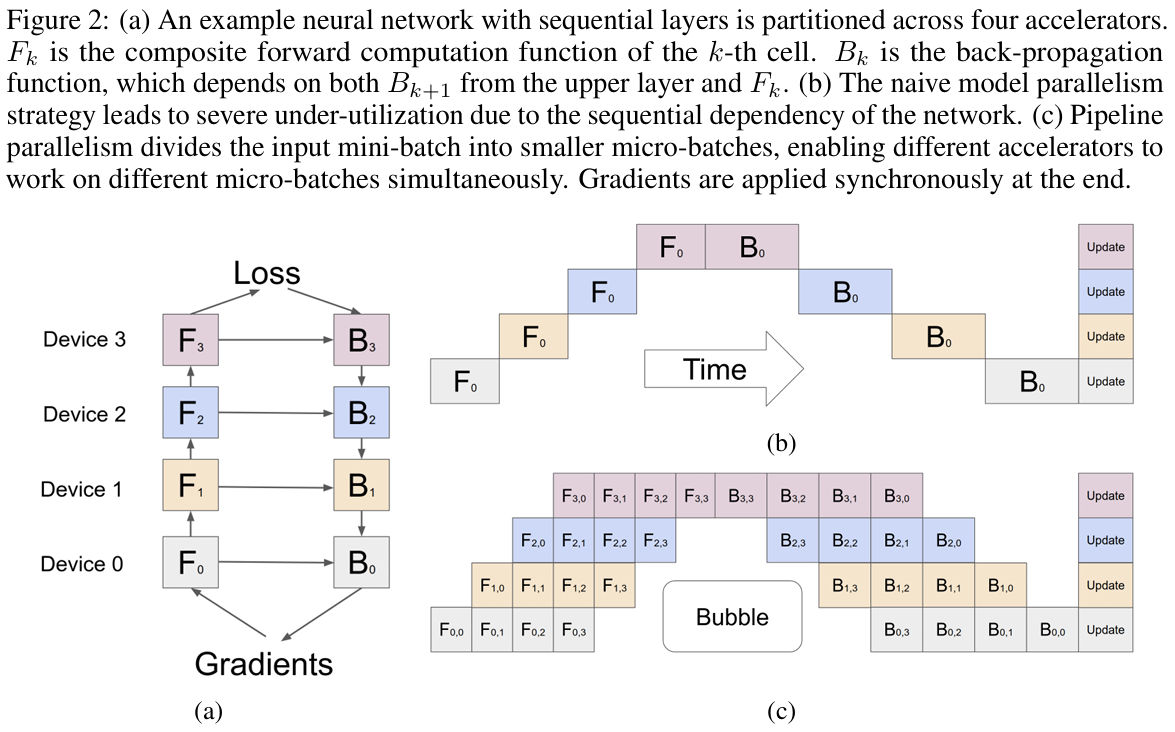 Figure 2: (a) An example neural network with sequential layers is partitioned across four accelerators.
F_k is the composite forward computation function of the k-th cell. B_k is the back-propagation
function, which depends on both B_{k+1} from the upper layer and F_k. (b) The naive model parallelism
strategy leads to severe under-utilization due to the sequential dependency of the network. (c) Pipeline
parallelism divides the input mini-batch into smaller micro-batches, enabling different accelerators to
work on different micro-batches simultaneously. Gradients are applied synchronously at the end.
Loss
Device 3 F_3 B_3
Device 2 F_2 B_2
Device 1 F_1 B_1
Device 0 F_0 B_0
Gradients
(a)
F_0 B_0 Update
F_0 B_0 Update
F_0 B_0 Update
F_0 B_0 Update
Time
(b)
F_{3,0} F_{3,1} F_{3,2} F_{3,3} B_{3,3} B_{3,2} B_{3,1} B_{3,0} Update
F_{2,0} F_{2,1} F_{2,2} F_{2,3} B_{2,3} B_{2,2} B_{2,1} B_{2,0} Update
F_{1,0} F_{1,1} F_{1,2} F_{1,3} B_{1,3} B_{1,2} B_{1,1} B_{1,0} Update
F_{0,0} F_{0,1} F_{0,2} F_{0,3} B_{0,3} B_{0,2} B_{0,1} B_{0,0} Update
Bubble
(c)